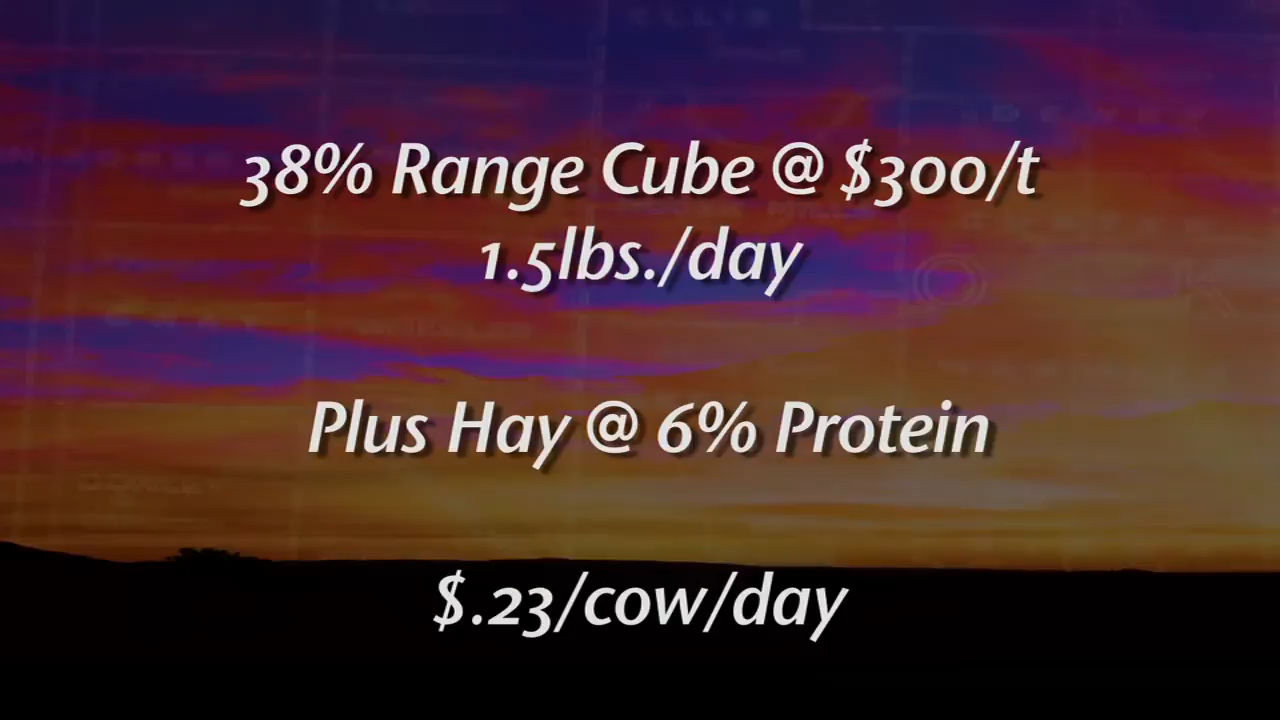 38% Range Cube @ $300/t
1.5lbs./day
Plus Hay @ 6% Protein
$.23/cow/day